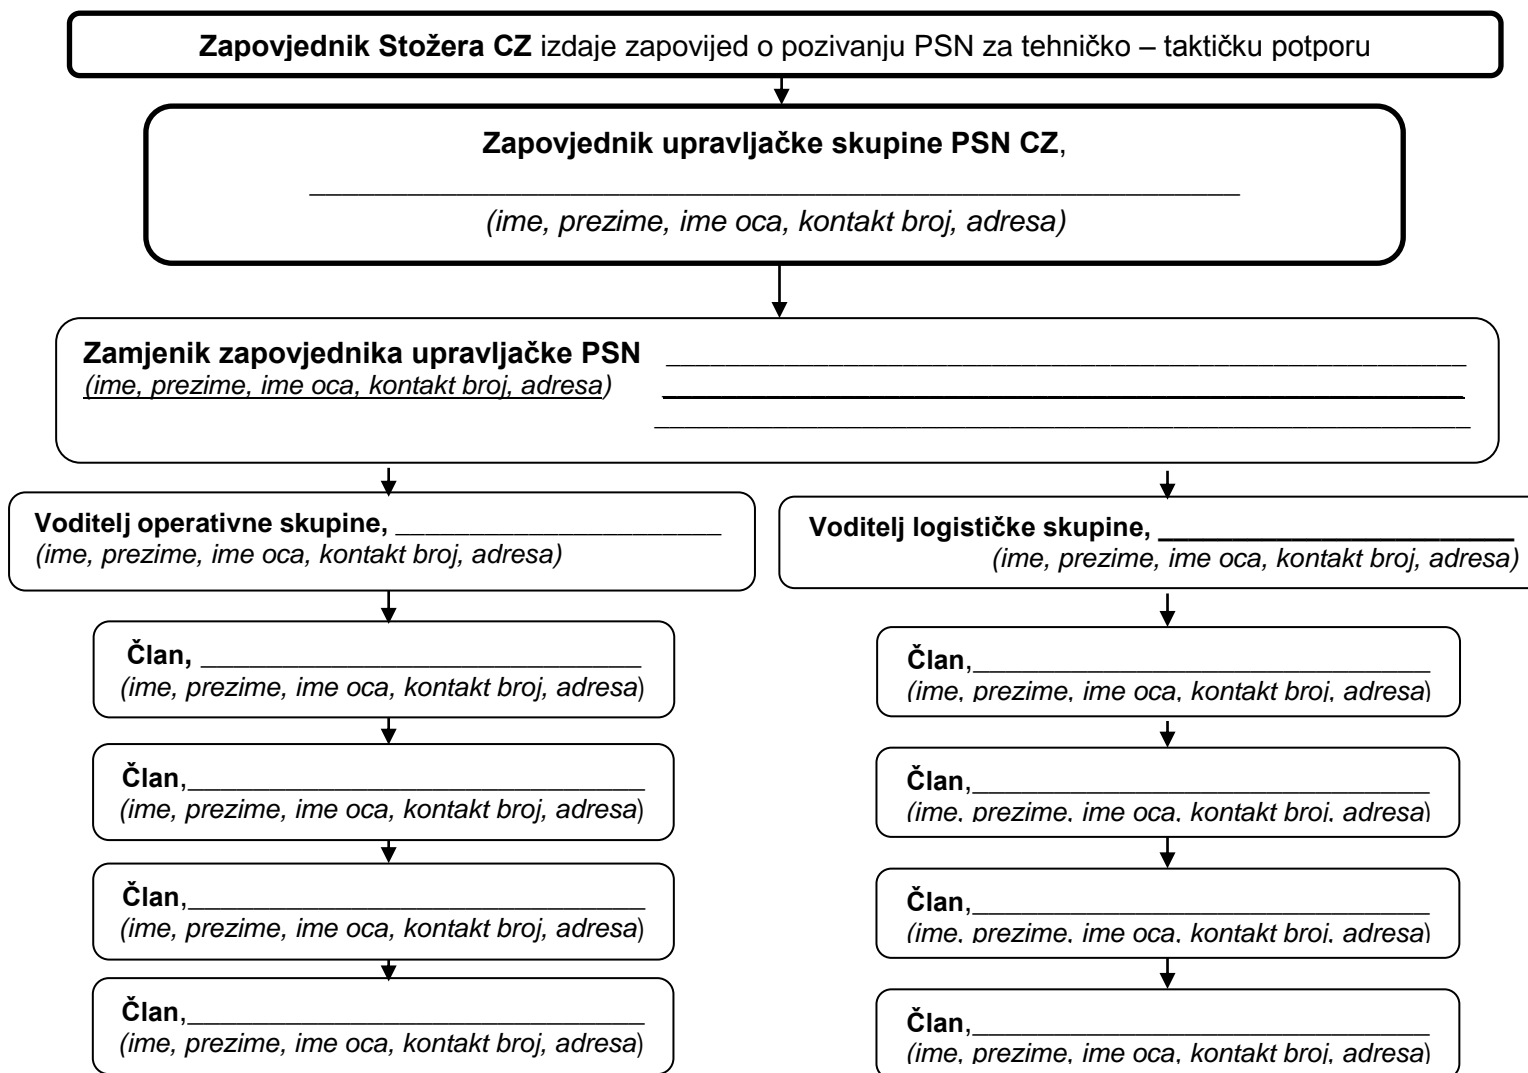 Zapovjednik Stožera CZ izdaje zapovijed o pozivanju PSN za tehničko – taktičku potporu
Zapovjednik upravljačke skupine PSN CZ,
(ime, prezime, ime oca, kontakt broj, adresa)
Zamjenik zapovjednika upravljačke PSN
(ime, prezime, ime oca, kontakt broj, adresa)
Voditelj operativne skupine,
(ime, prezime, ime oca, kontakt broj, adresa)
Član,
(ime, prezime, ime oca, kontakt broj, adresa)
Član,
(ime, prezime, ime oca, kontakt broj, adresa)
Član,
(ime, prezime, ime oca, kontakt broj, adresa)
Član,
(ime, prezime, ime oca, kontakt broj, adresa)
Voditelj logističke skupine,
(ime, prezime, ime oca, kontakt broj, adresa)
Član,
(ime, prezime, ime oca, kontakt broj, adresa)
Član,
(ime, prezime, ime oca, kontakt broj, adresa)
Član,
(ime, prezime, ime oca, kontakt broj, adresa)
Član,
(ime, prezime, ime oca, kontakt broj, adresa)